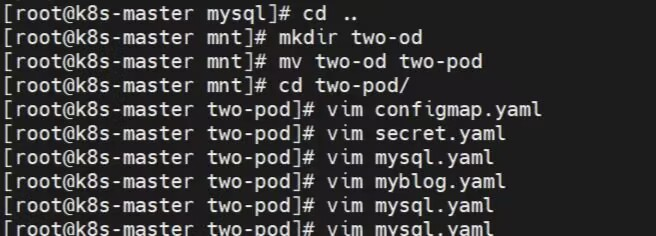 [root@k8s-master mysql]# cd ..
[root@k8s-master mnt]# mkdir two-od
[root@k8s-master mnt]# mv two-od two-pod
[root@k8s-master mnt]# cd two-pod/
[root@k8s-master two-pod]# vim configmap.yaml
[root@k8s-master two-pod]# vim secret.yaml
[root@k8s-master two-pod]# vim mysql.yaml
[root@k8s-master two-pod]# vim myblog.yaml
[root@k8s-master two-pod]# vim mysql.yaml
[root@k8s-master two-pod]# vim mysql.yaml